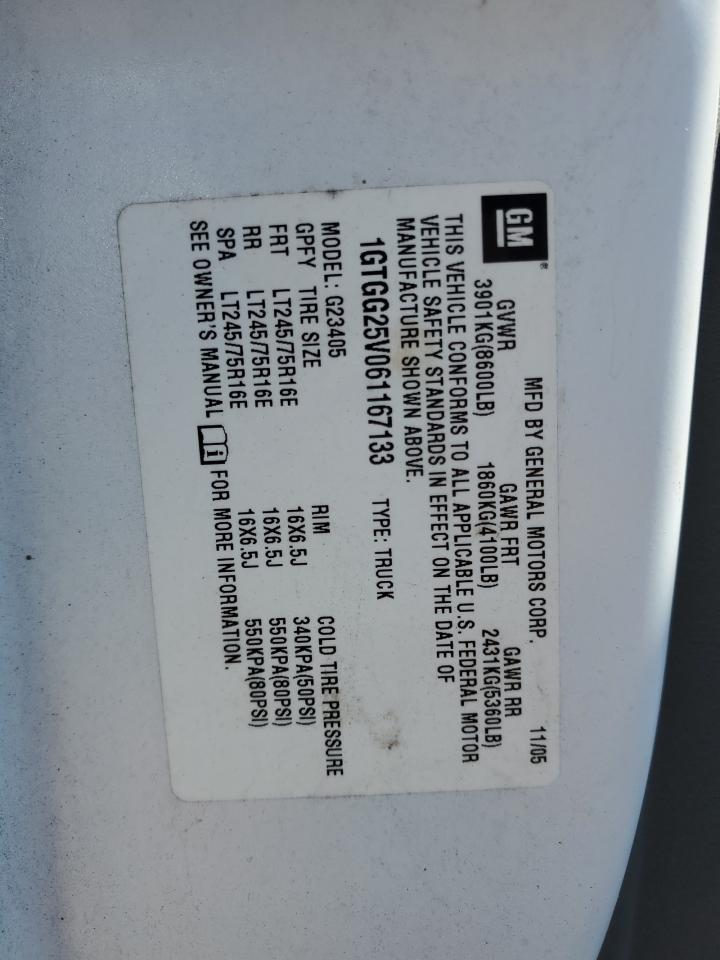 GM®
MFD BY GENERAL MOTORS CORP. 11/05
GVWR GAWR FRT GAWR RR
3901KG(8600LB) 1860KG(4100LB) 2431KG(5360LB)
THIS VEHICLE CONFORMS TO ALL APPLICABLE U.S. FEDERAL MOTOR
VEHICLE SAFETY STANDARDS IN EFFECT ON THE DATE OF
MANUFACTURE SHOWN ABOVE.
1GTGG25V061167133 TYPE: TRUCK
MODEL: G23405
GPFY TIRE SIZE RIM COLD TIRE PRESSURE
FRT LT245/75R16E 16X6.5J 340KPA(50PSI)
RR LT245/75R16E 16X6.5J 550KPA(80PSI)
SPA LT245/75R16E 16X6.5J 550KPA(80PSI)
SEE OWNER'S MANUAL FOR MORE INFORMATION.